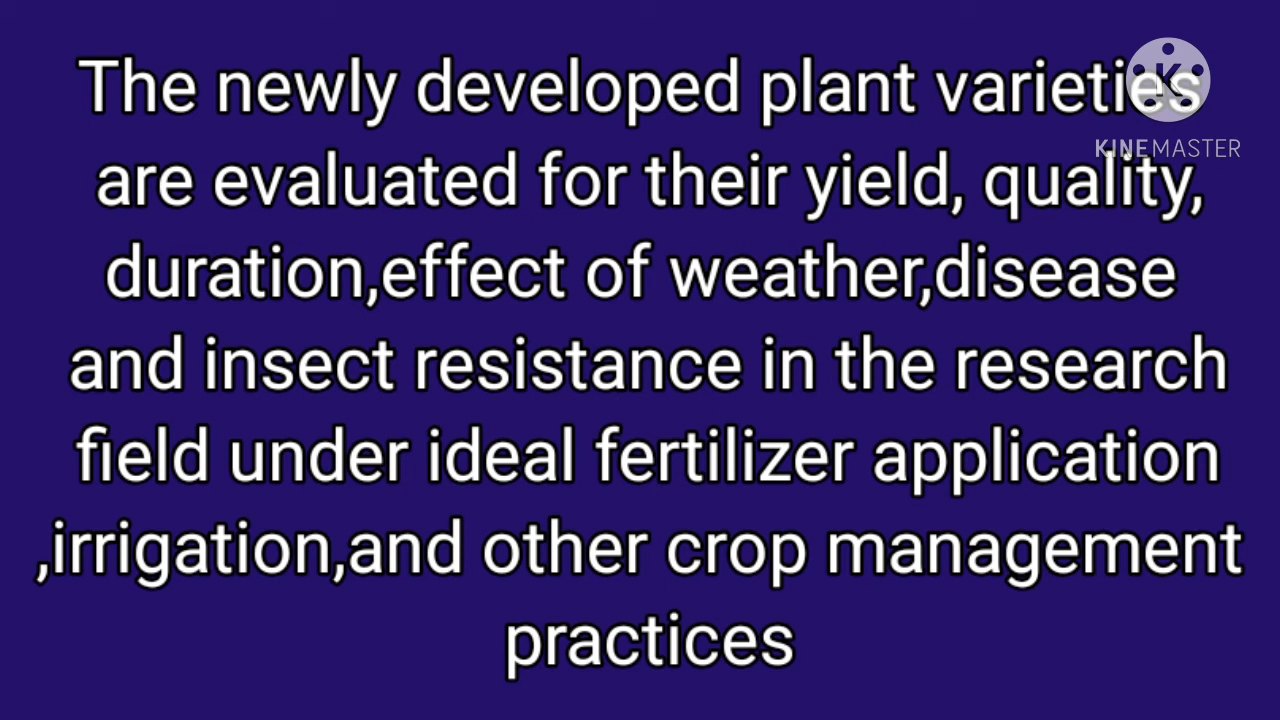 The newly developed plant varieties
KINEMASTER
are evaluated for their yield, quality,
duration,effect of weather,disease
and insect resistance in the research
field under ideal fertilizer application
,irrigation,and other crop management
practices